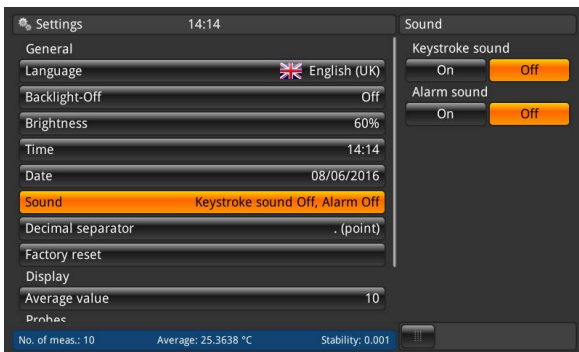 Settings 14:14
General
Language English (UK)
Backlight-Off Off
Brightness 60%
Time 14:14
Date 08/06/2016
Sound Keystroke sound Off, Alarm Off
Decimal separator . (point)
Factory reset
Display
Average value 10
Probes
No. of meas.: 10 Average: 25.3638 °C Stability: 0.001
Sound
Keystroke sound
On Off
Alarm sound
On Off